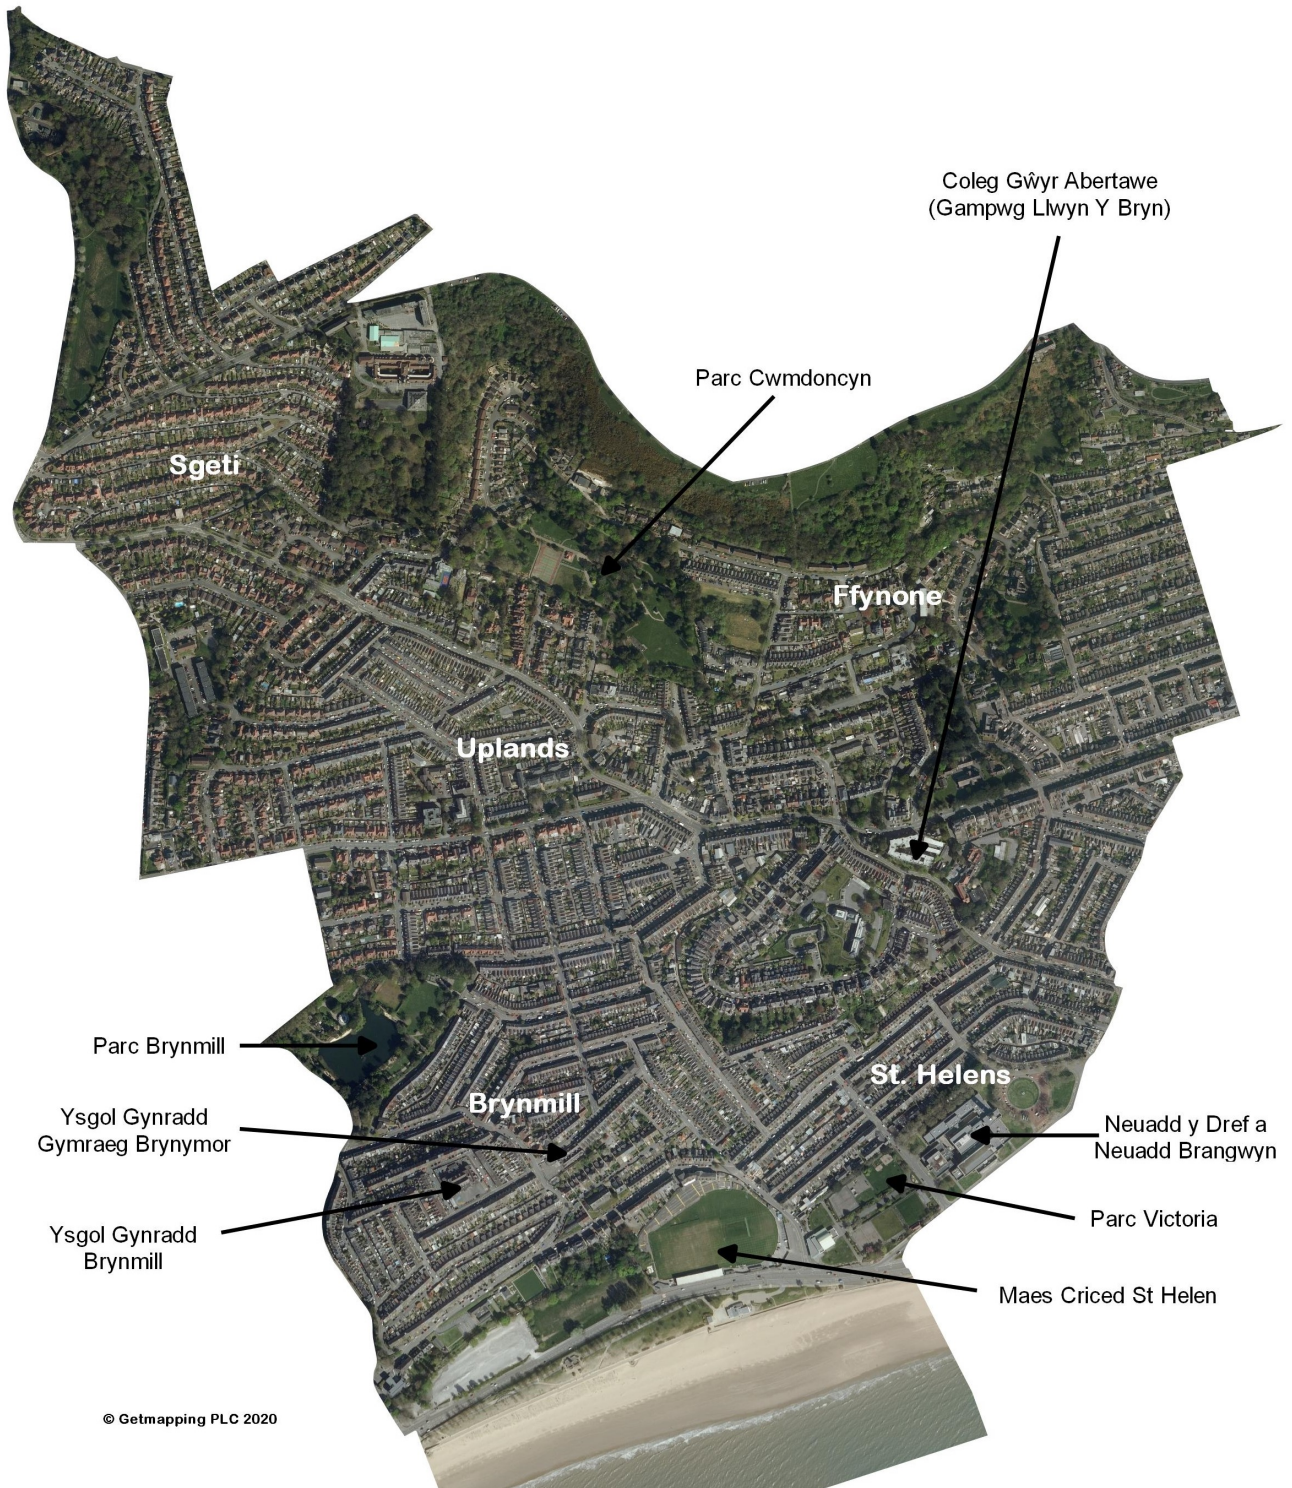 Coleg Gŵyr Abertawe
(Gampwg Llwyn Y Bryn)
Parc Cwmdoncyn
Sgeti
Ffynone
Uplands
Parc Brynmill
St. Helens
Brynmill
Ysgol Gynradd
Gymraeg Brynymor
Neuadd y Dref a
Neuadd Brangwyn
Parc Victoria
Ysgol Gynradd
Brynmill
Maes Criced St Helen
© Getmapping PLC 2020